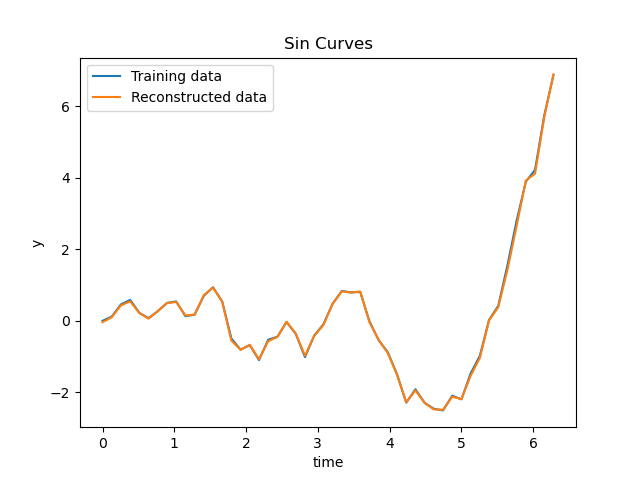 Sin Curves
Training data
Reconstructed data
6
4
2
0
−2
y
0 1 2 3 4 5 6
time